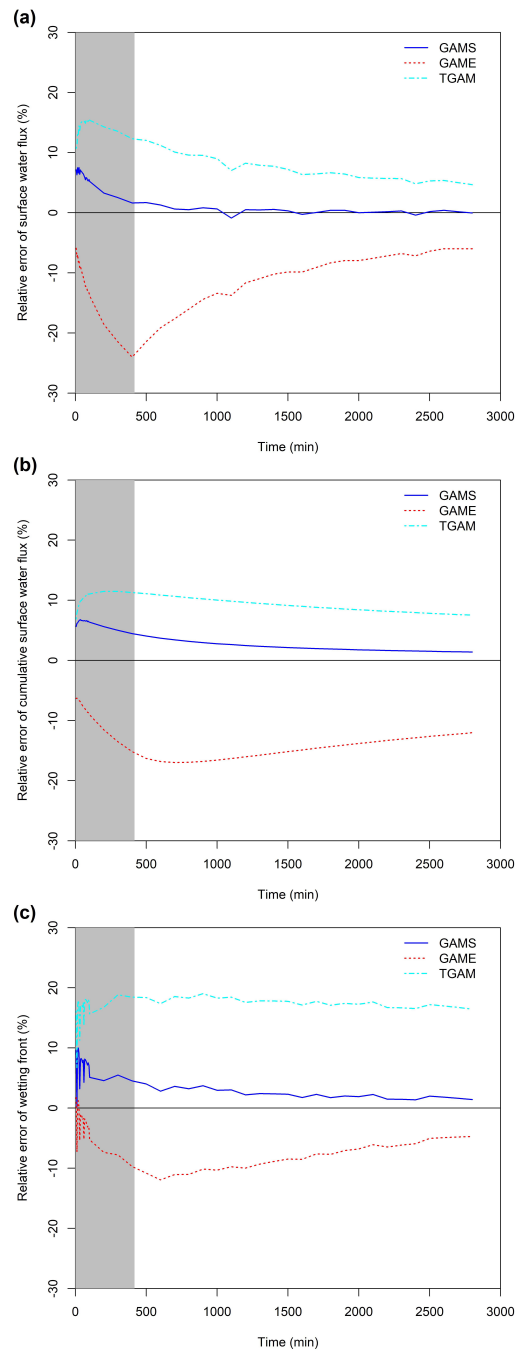 (a)
Relative error of surface water flux (%)
30
20
10
0
-10
-20
-30
GAMS
GAME
TGAM
0 500 1000 1500 2000 2500 3000
Time (min)
(b)
Relative error of cumulative surface water flux (%)
30
20
10
0
-10
-20
-30
GAMS
GAME
TGAM
0 500 1000 1500 2000 2500 3000
Time (min)
(c)
Relative error of wetting front (%)
30
20
10
0
-10
-20
-30
GAMS
GAME
TGAM
0 500 1000 1500 2000 2500 3000
Time (min)